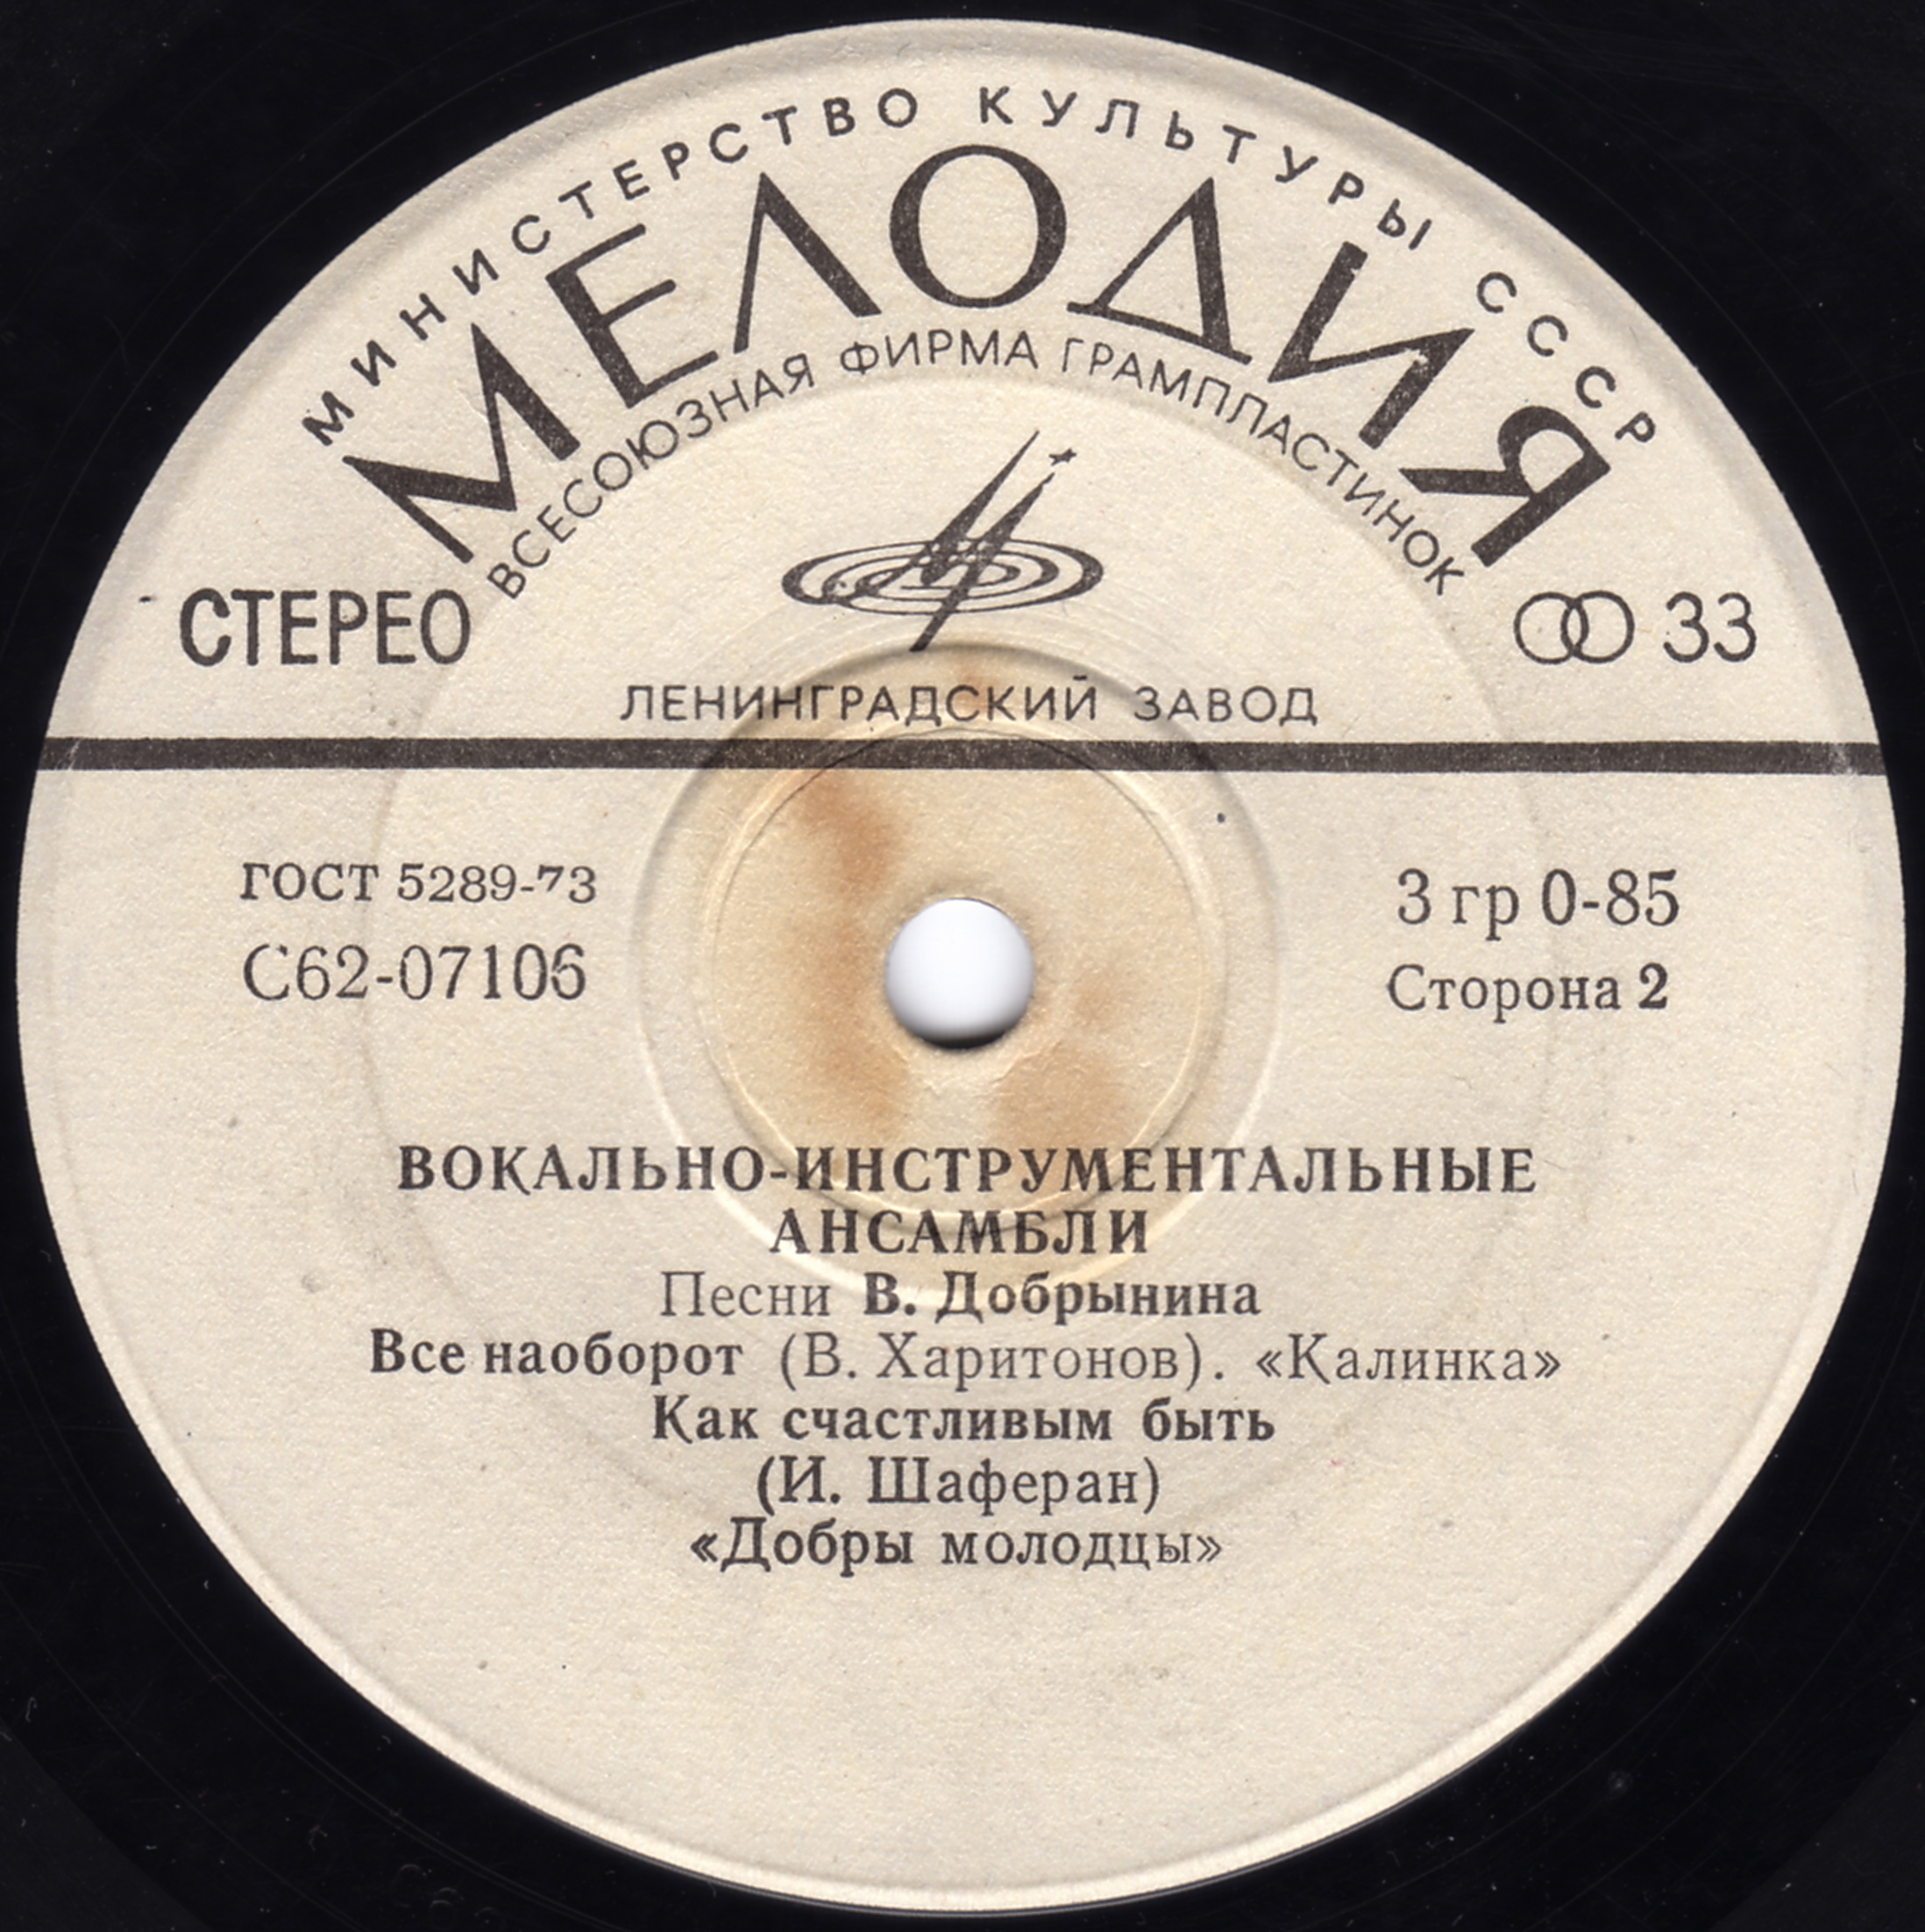 МИНИСТЕРСТВО КУЛЬТУРЫ СССР
МЕЛОДИЯ
ВСЕСОЮЗНАЯ ФИРМА ГРАМПЛАСТИНОК
СТЕРЕО
33
ЛЕНИНГРАДСКИЙ ЗАВОД
ГОСТ 5289-73
3 гр 0-85
С62-07106
Сторона 2
ВОКАЛЬНО-ИНСТРУМЕНТАЛЬНЫЕ
АНСАМБЛИ
Песни В. Добрынина
Все наоборот (В. Харитонов). «Калинка»
Как счастливым быть
(И. Шаферан)
«Добры молодцы»